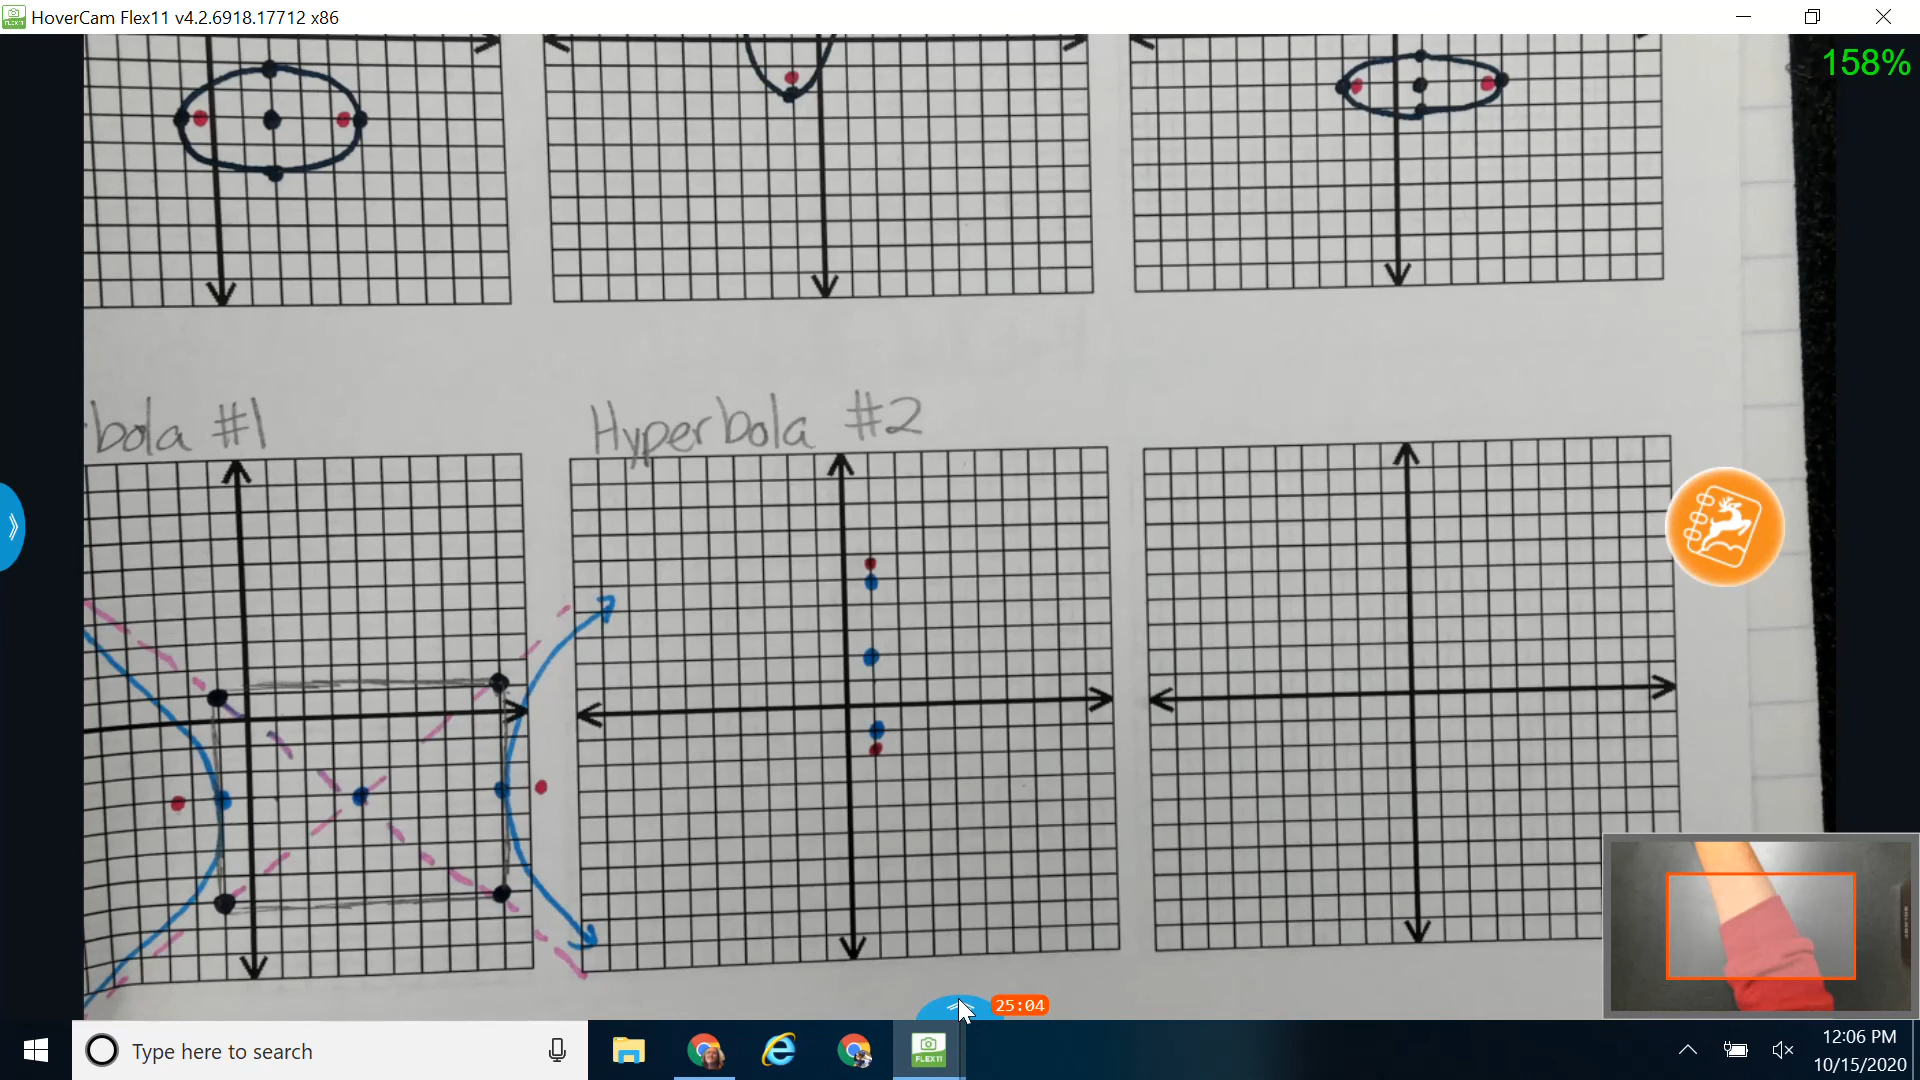 HoverCam Flex11 v4.2.6918.17712 x86
158%
bola #1
Hyperbola #2
25:04
Type here to search
FLEX11
12:06 PM
10/15/2020